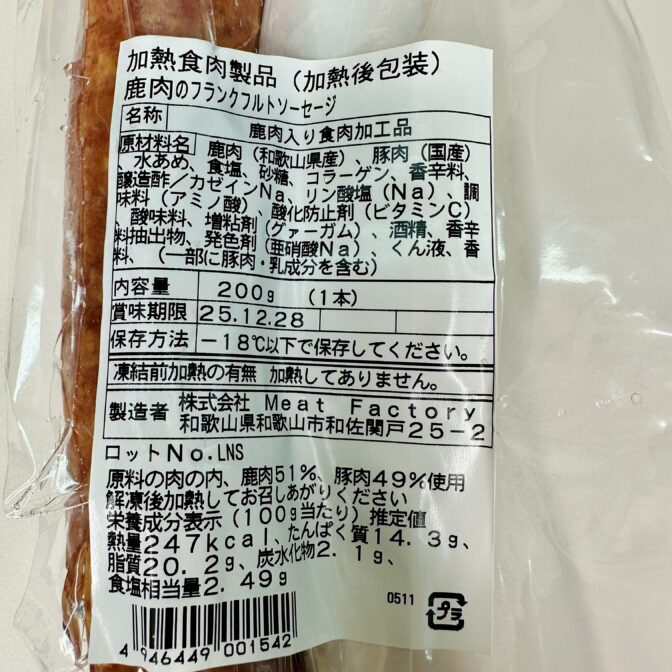 加熱食肉製品（加熱後包装）
鹿肉のフランクフルトソーセージ
名称 鹿肉入り食肉加工品
原材料名 鹿肉（和歌山県産）、豚肉（国産）
、水あめ、食塩、砂糖、コラーゲン、香辛料、
醸造酢／カゼインNa、リン酸塩（Na）、調
味料（アミノ酸）、酸化防止剤（ビタミンC）
、酸味料、増粘剤（グァーガム）、酒精、香辛
料抽出物、発色剤（亜硝酸Na）、くん液、香
料、（一部に豚肉・乳成分を含む）
内容量 200g （1本）
賞味期限 25.12.28
保存方法 －18℃以下で保存してください。
凍結前加熱の有無 加熱してありません。
製造者 株式会社 Meat Factory
和歌山県和歌山市和佐関戸25－2
ロットNo.LNS
原料の肉の内、鹿肉51％、豚肉49％使用
解凍後加熱してお召しあがりください
栄養成分表示（100g当たり）推定値
熱量247kcal、たんぱく質14.3g、
脂質20.2g、炭水化物2.1g、
食塩相当量2.49g
0511 プラ
4 946449 001542